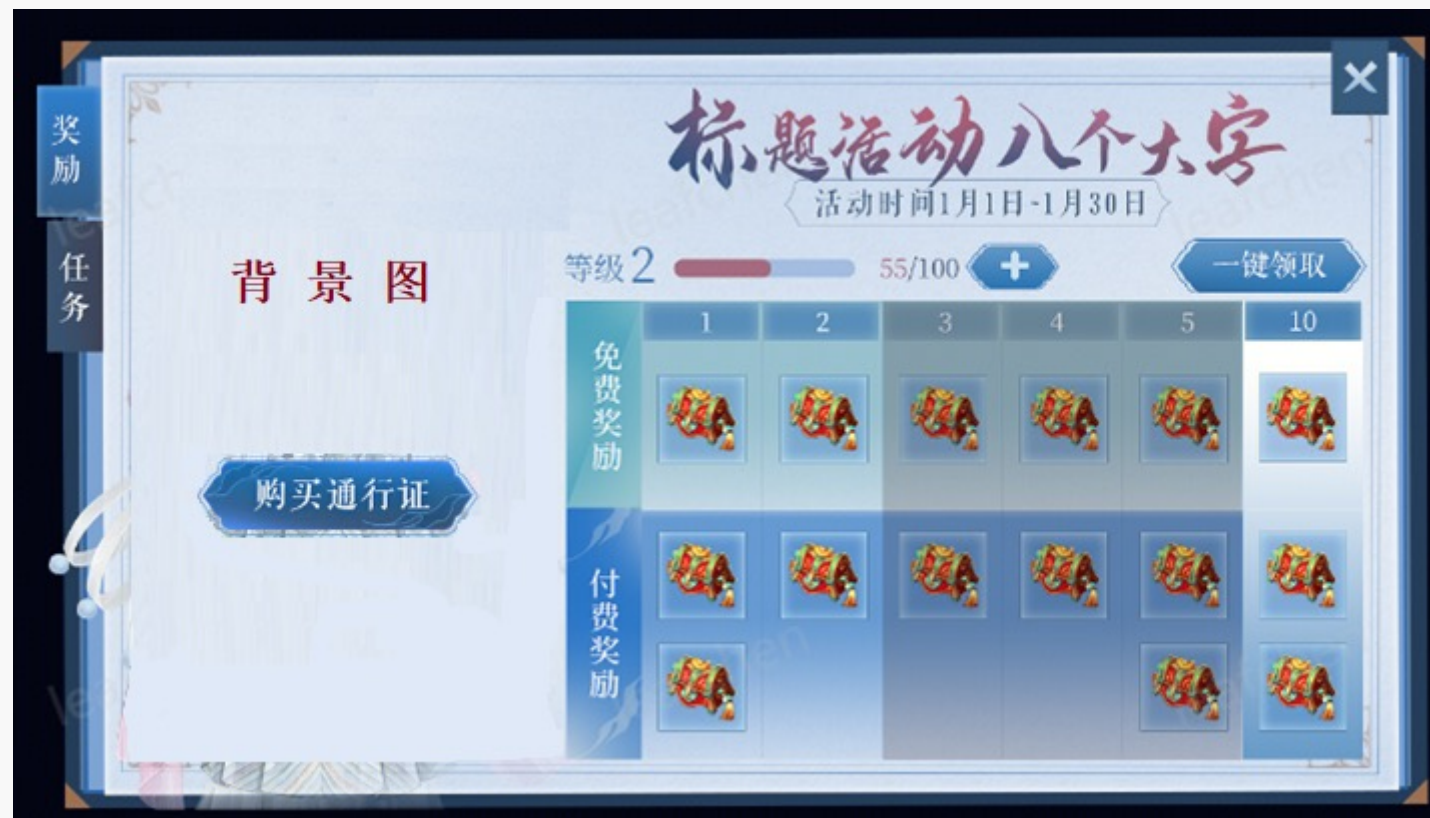 标题活动八个大字
活动时间1月1日-1月30日
奖励
任务
背景图
购买通行证
等级2
55/100
一键领取
1 2 3 4 5 10
免费奖励
付费奖励
learchen